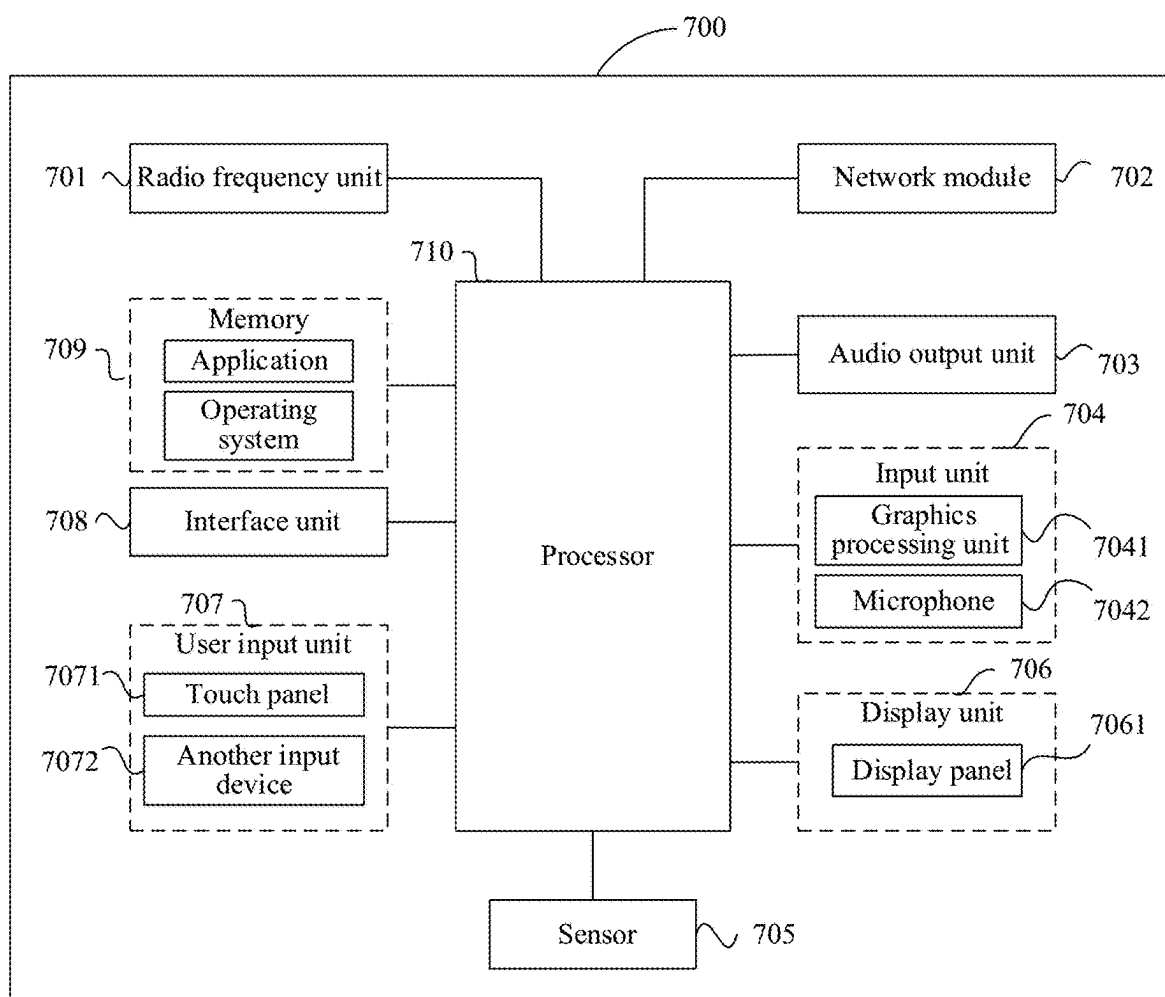 700
701
Radio frequency unit
Network module
702
710
709
Memory
Application
Operating
system
Audio output unit
703
704
Input unit
Graphics
processing unit
7041
Microphone
7042
708
Interface unit
Processor
707
User input unit
7071
Touch panel
7072
Another input
device
706
Display unit
7061
Display panel
Sensor
705